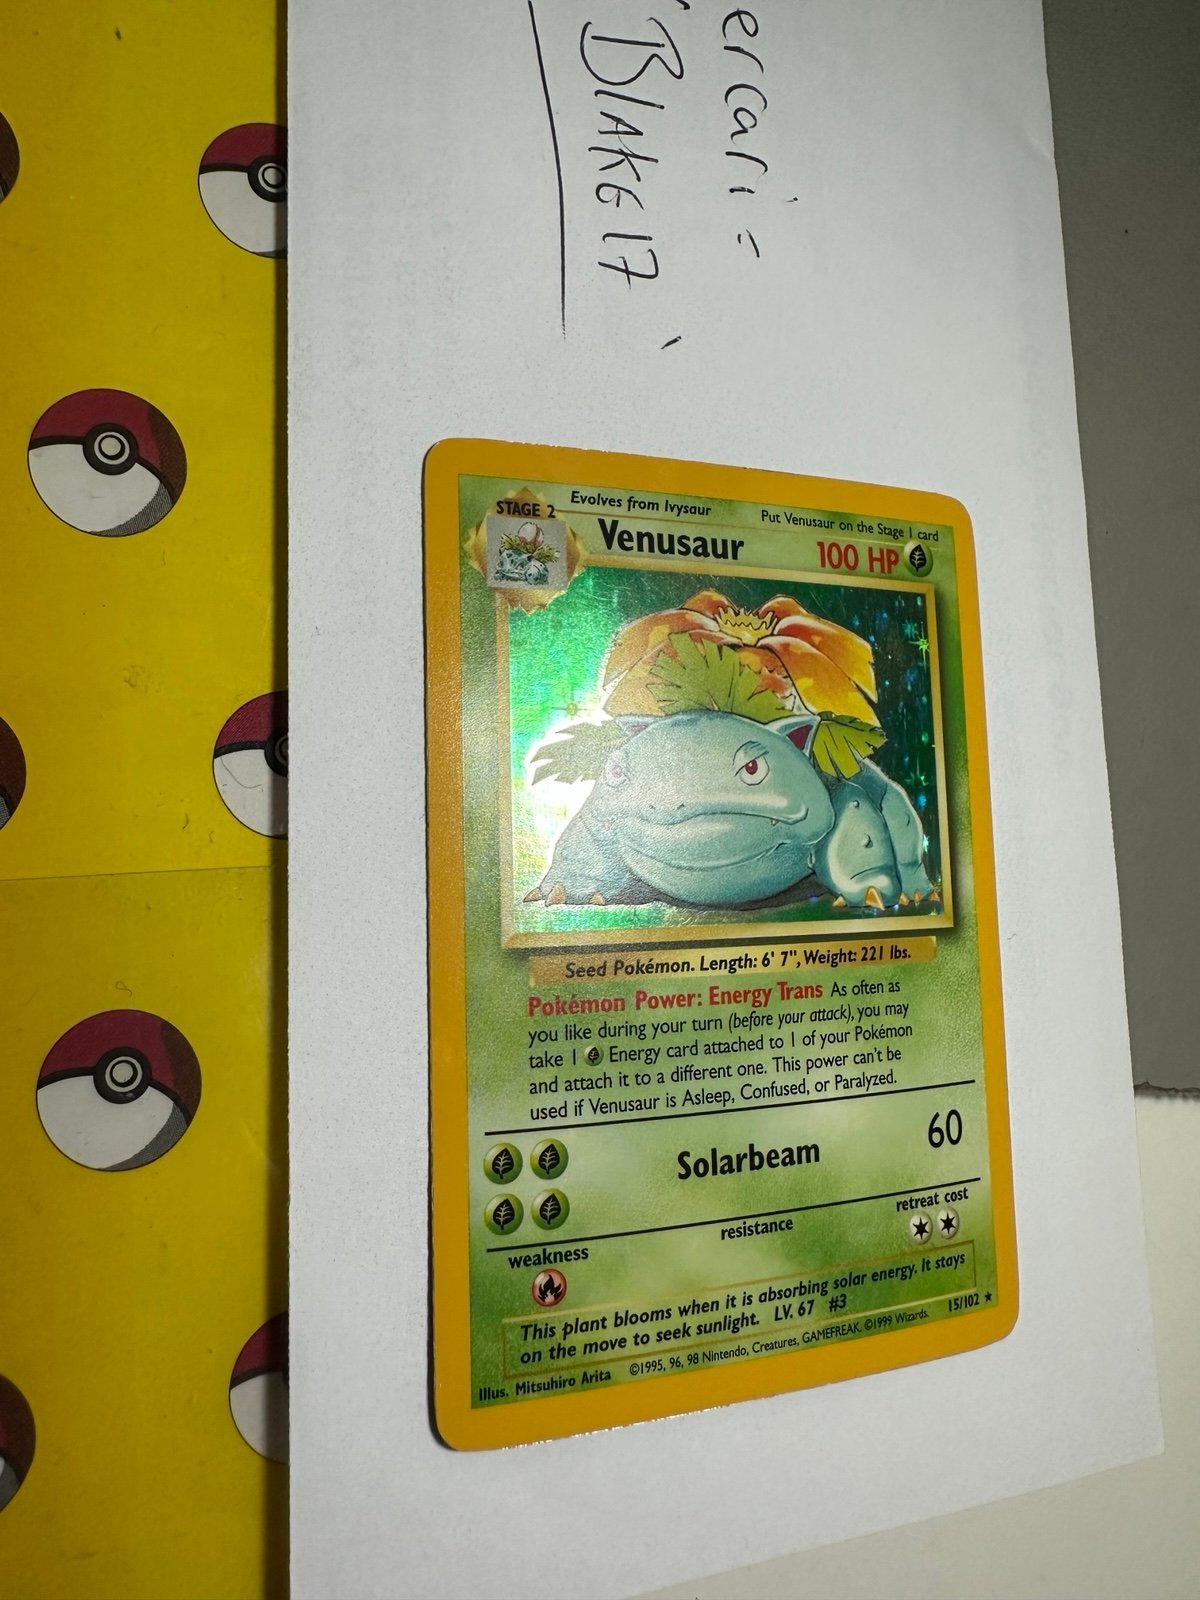 ercari =
BLAKE17
STAGE 2
Evolves from Ivysaur
Put Venusaur on the Stage 1 card
Venusaur
100 HP
Seed Pokémon. Length: 6' 7", Weight: 221 lbs.
Pokémon Power: Energy Trans As often as
you like during your turn (before your attack), you may
take 1 Energy card attached to 1 of your Pokémon
and attach it to a different one. This power can't be
used if Venusaur is Asleep, Confused, or Paralyzed.
Solarbeam
60
weakness
resistance
retreat cost
This plant blooms when it is absorbing solar energy. It stays
on the move to seek sunlight. LV. 67 #3
Illus. Mitsuhiro Arita
©1995, 96, 98 Nintendo, Creatures, GAMEFREAK. ©1999 Wizards.
15/102 ★